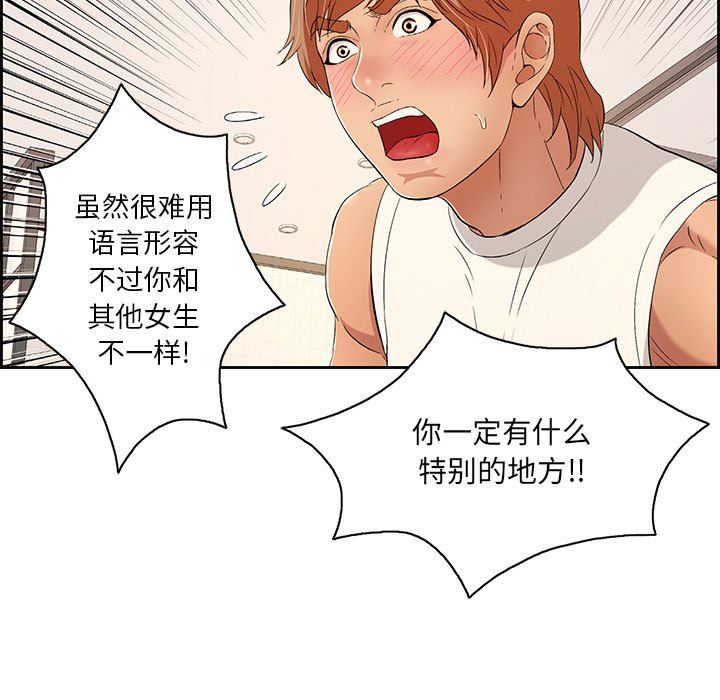 虽然很难用
语言形容
不过你和
其他女生
不一样!
你一定有什么
特别的地方!!